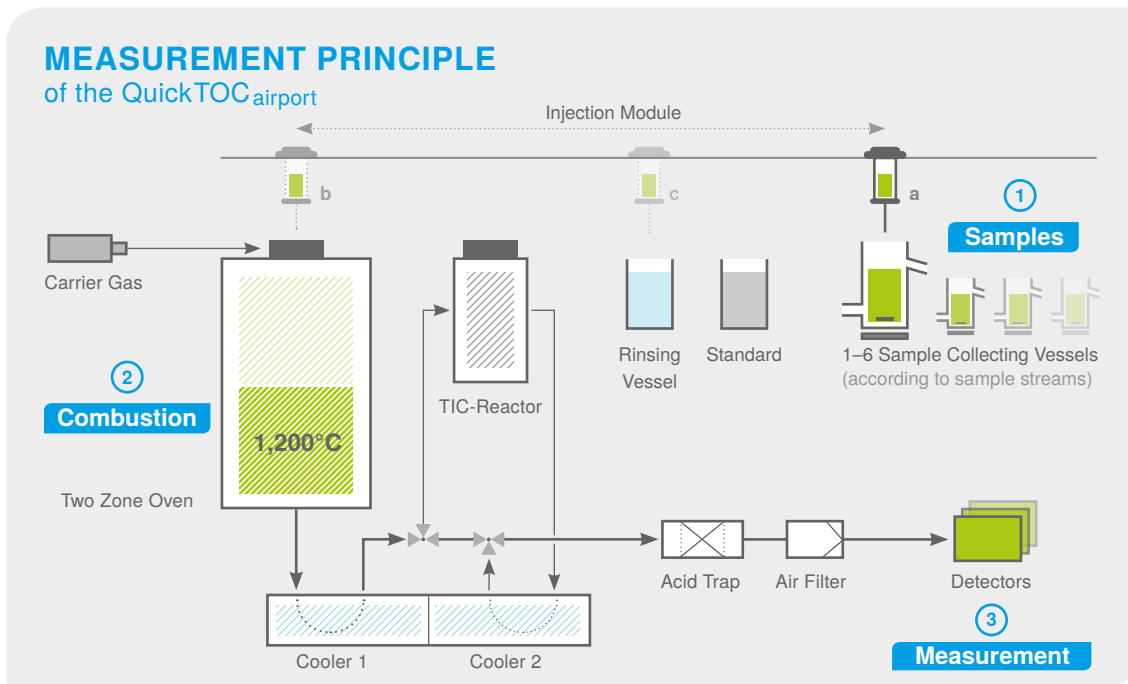 MEASUREMENT PRINCIPLE
of the QuickTOC airport
Injection Module
b
c
a
1
Samples
Carrier Gas
Rinsing
Vessel
Standard
1–6 Sample Collecting Vessels
(according to sample streams)
2
Combustion
1,200°C
TIC-Reactor
Two Zone Oven
Acid Trap
Air Filter
Detectors
Cooler 1
Cooler 2
3
Measurement